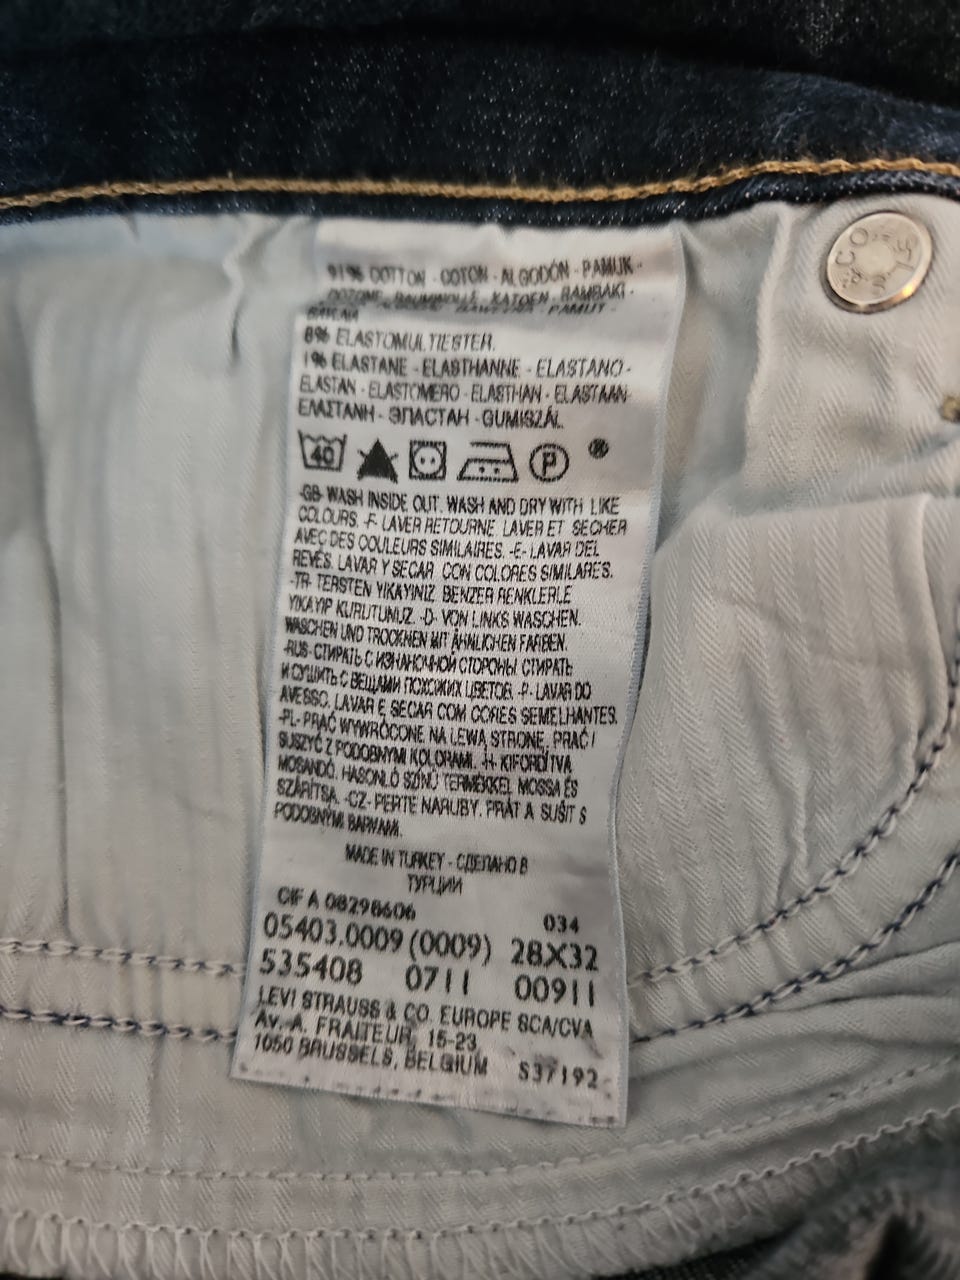 91% COTTON - COTON - ALGODÓN - PAMUK -
BAUMWOLLE - KATOEN - BAMBAKI -
PAMUT -
8% ELASTOMULTIESTER.
1% ELASTANE - ELASTHANNE - ELASTANO -
ELASTAN - ELASTOMERO - ELASTHAN - ELASTAAN-
ΕΛΑΣΤΑΝΗ - ЭЛАСТАН - GUMISZÁL.
40 P ®
-GB- WASH INSIDE OUT. WASH AND DRY WITH LIKE
COLOURS. -F- LAVER RETOURNE. LAVER ET SECHER
AVEC DES COULEURS SIMILAIRES. -E- LAVAR DEL
REVÉS. LAVAR Y SECAR CON COLORES SIMILARES.
-TR- TERSTEN YIKAYINIZ. BENZER RENKLERLE
YIKAYIP KURUTUNUZ. -D- VON LINKS WASCHEN.
WASCHEN UND TROCKNEN MIT ÄHNLICHEN FARBEN.
-RUS- СТИРАТЬ С ИЗНАНОЧНОЙ СТОРОНЫ. СТИРАТЬ
И СУШИТЬ С ВЕЩАМИ ПОХОЖИХ ЦВЕТОВ. -P- LAVAR DO
AVESSO. LAVAR E SECAR COM CORES SEMELHANTES.
-PL- PRAĆ WYWRÓCONE NA LEWĄ STRONĘ, PRAĆ I
SUSZYĆ Z PODOBNYMI KOLORAMI. -H- KIFORDÍTVA
MOSANDÓ. HASONLÓ SZÍNŰ TERMÉKKEL MOSSA ÉS
SZÁRÍTSA. -CZ- PERTE NARUBY. PRÁT A SUŠIT S
PODOBNÝMI BARVAMI.
MADE IN TURKEY - СДЕЛАНО В
ТУРЦИИ
CIF A 08298606
034
05403.0009 (0009) 28X32
535408 0711 00911
LEVI STRAUSS & CO. EUROPE SCA/CVA
Av.-A. FRAITEUR, 15-23
1050 BRUSSELS, BELGIUM S37192